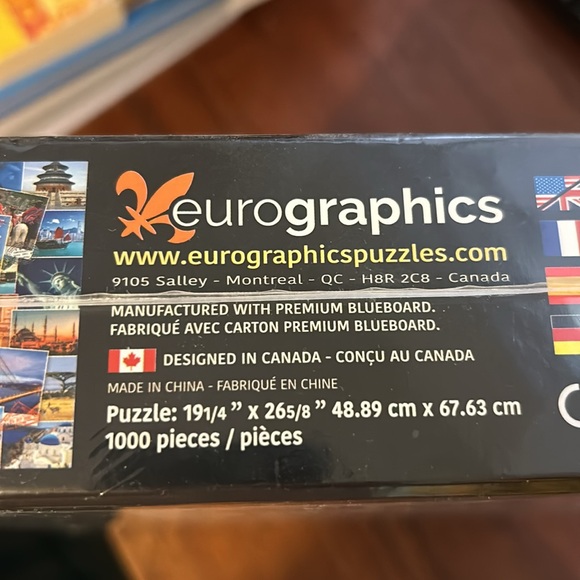 eurographics
www.eurographicspuzzles.com
9105 Salley - Montreal - QC - H8R 2C8 - Canada
MANUFACTURED WITH PREMIUM BLUEBOARD.
FABRIQUÉ AVEC CARTON PREMIUM BLUEBOARD.
DESIGNED IN CANADA - CONÇU AU CANADA
MADE IN CHINA - FABRIQUÉ EN CHINE
Puzzle: 191/4 ” x 265/8 ” 48.89 cm x 67.63 cm
1000 pieces / pièces